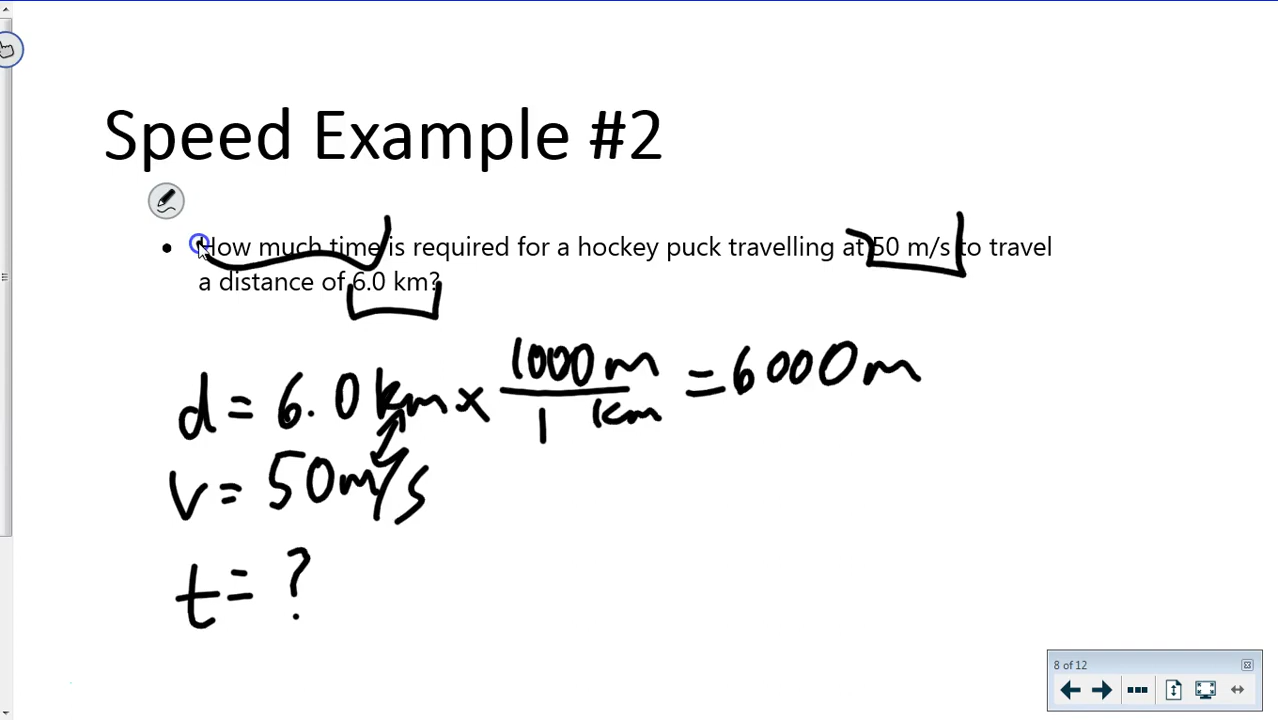 Speed Example #2
• How much time is required for a hockey puck travelling at 50 m/s to travel
a distance of 6.0 km?
d = 6.0 km x 1000 m / 1 km = 6000 m
v = 50 m/s
t = ?
8 of 12